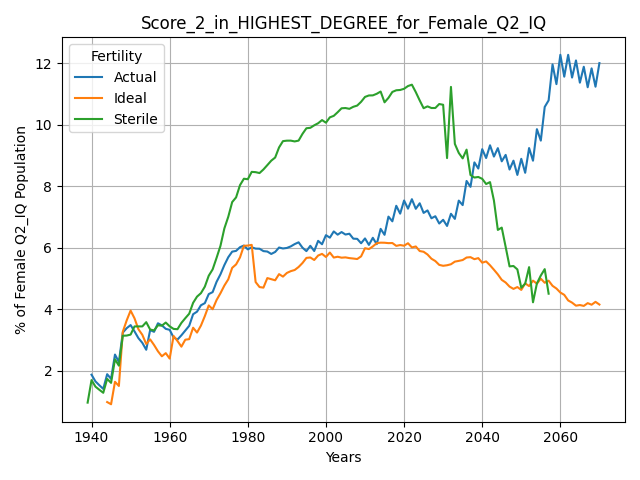 Score_2_in_HIGHEST_DEGREE_for_Female_Q2_IQ
Fertility
Actual
Ideal
Sterile
% of Female Q2_IQ Population
12
10
8
6
4
2
1940 1960 1980 2000 2020 2040 2060
Years